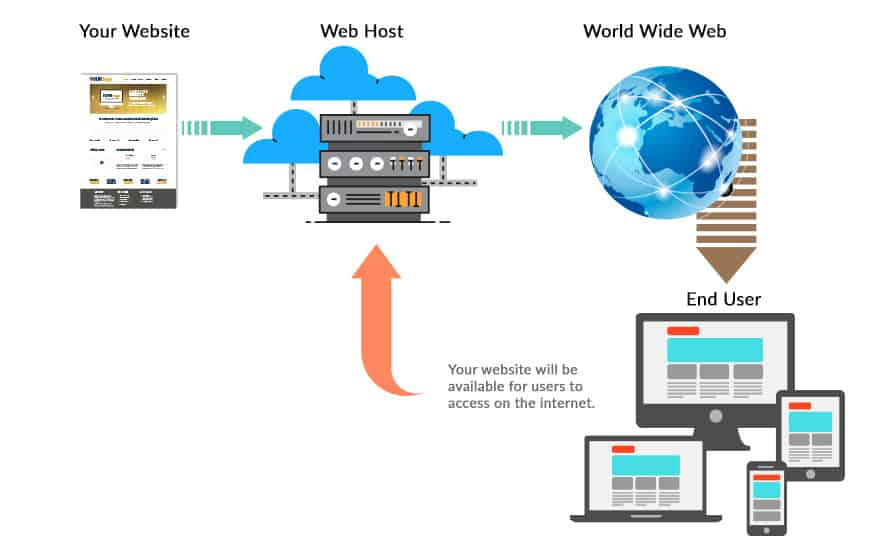 Your Website
Web Host
World Wide Web
End User
Your website will be
available for users to
access on the internet.